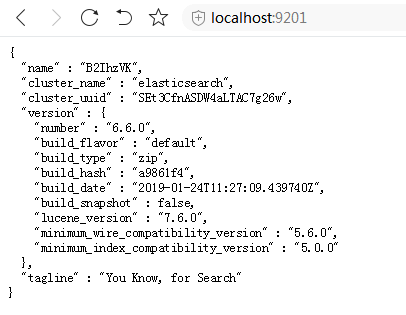 localhost:9201
{
  "name" : "B2IhzVK",
  "cluster_name" : "elasticsearch",
  "cluster_uuid" : "SEt3CfnASDW4aLTAC7g26w",
  "version" : {
    "number" : "6.6.0",
    "build_flavor" : "default",
    "build_type" : "zip",
    "build_hash" : "a9861f4",
    "build_date" : "2019-01-24T11:27:09.439740Z",
    "build_snapshot" : false,
    "lucene_version" : "7.6.0",
    "minimum_wire_compatibility_version" : "5.6.0",
    "minimum_index_compatibility_version" : "5.0.0"
  },
  "tagline" : "You Know, for Search"
}